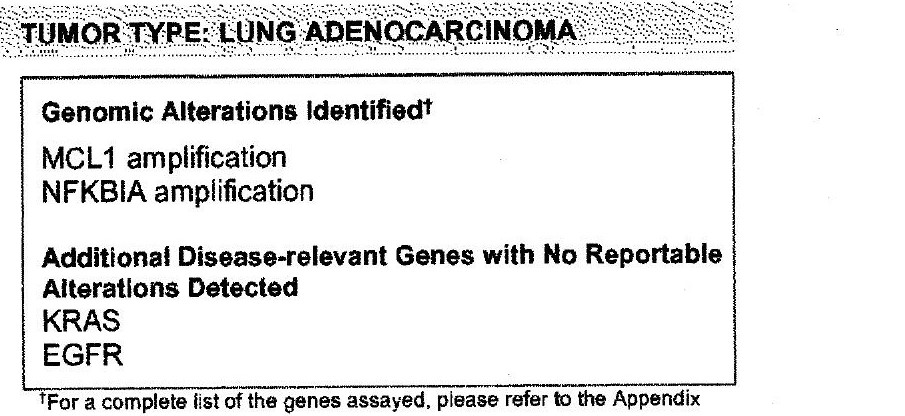 TUMOR TYPE: LUNG ADENOCARCINOMA
Genomic Alterations Identified†
MCL1 amplification
NFKBIA amplification
Additional Disease-relevant Genes with No Reportable
Alterations Detected
KRAS
EGFR
†For a complete list of the genes assayed, please refer to the Appendix